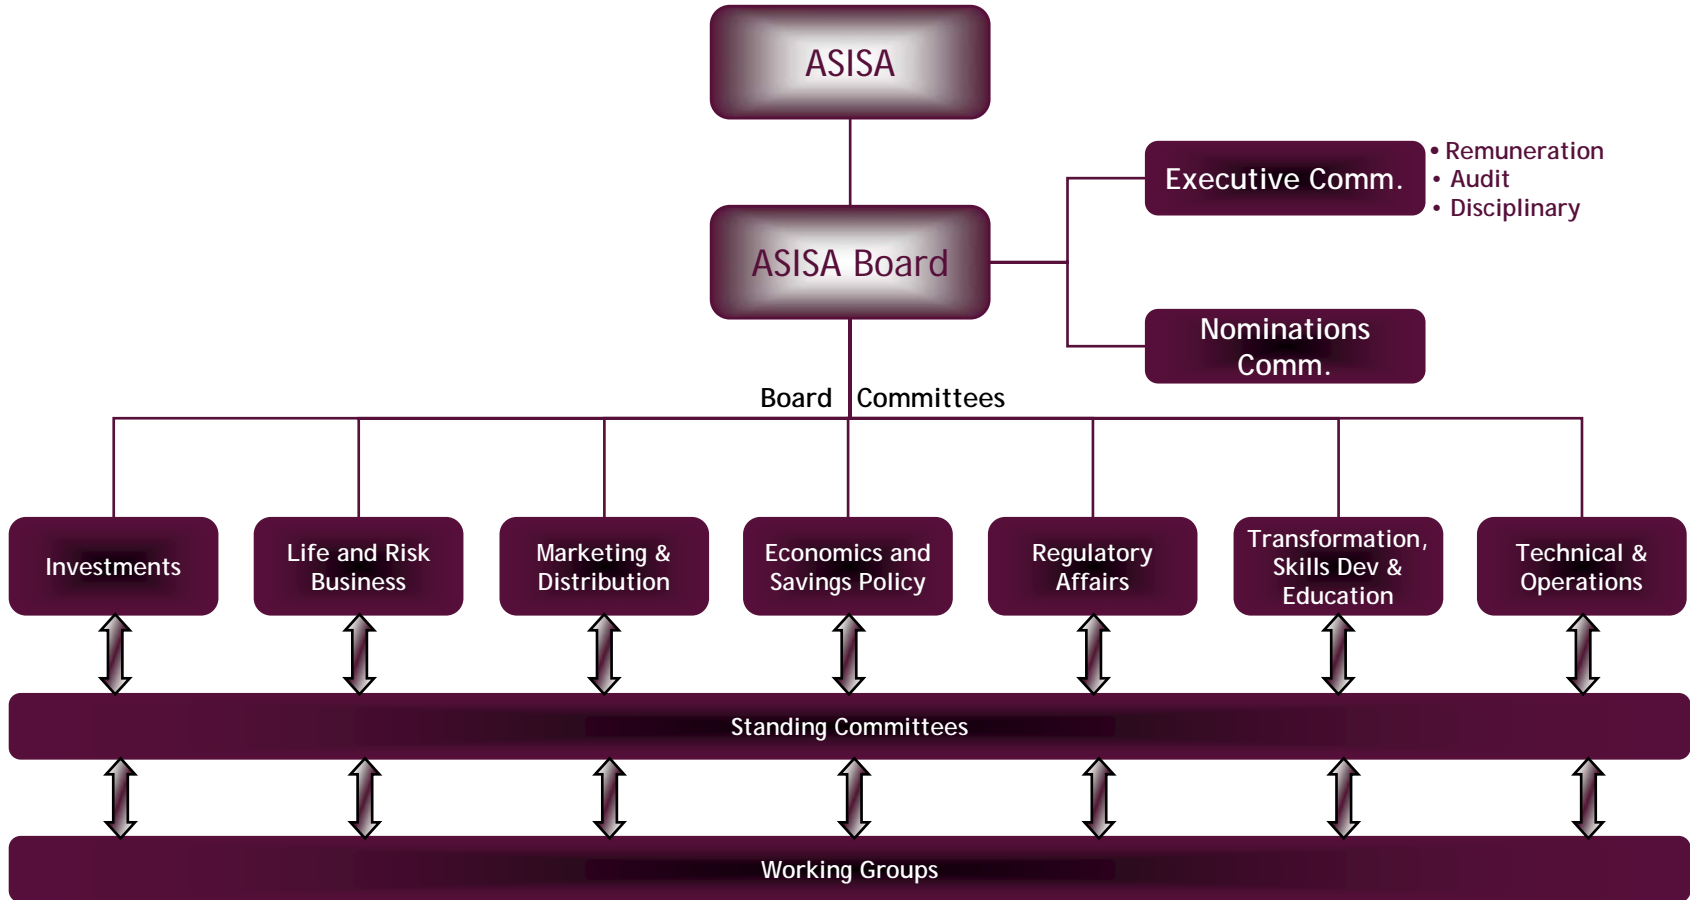 ASISA
ASISA Board
Executive Comm.
• Remuneration
• Audit
• Disciplinary
Nominations
Comm.
Board Committees
Investments
Life and Risk
Business
Marketing &
Distribution
Economics and
Savings Policy
Regulatory
Affairs
Transformation,
Skills Dev &
Education
Technical &
Operations
Standing Committees
Working Groups